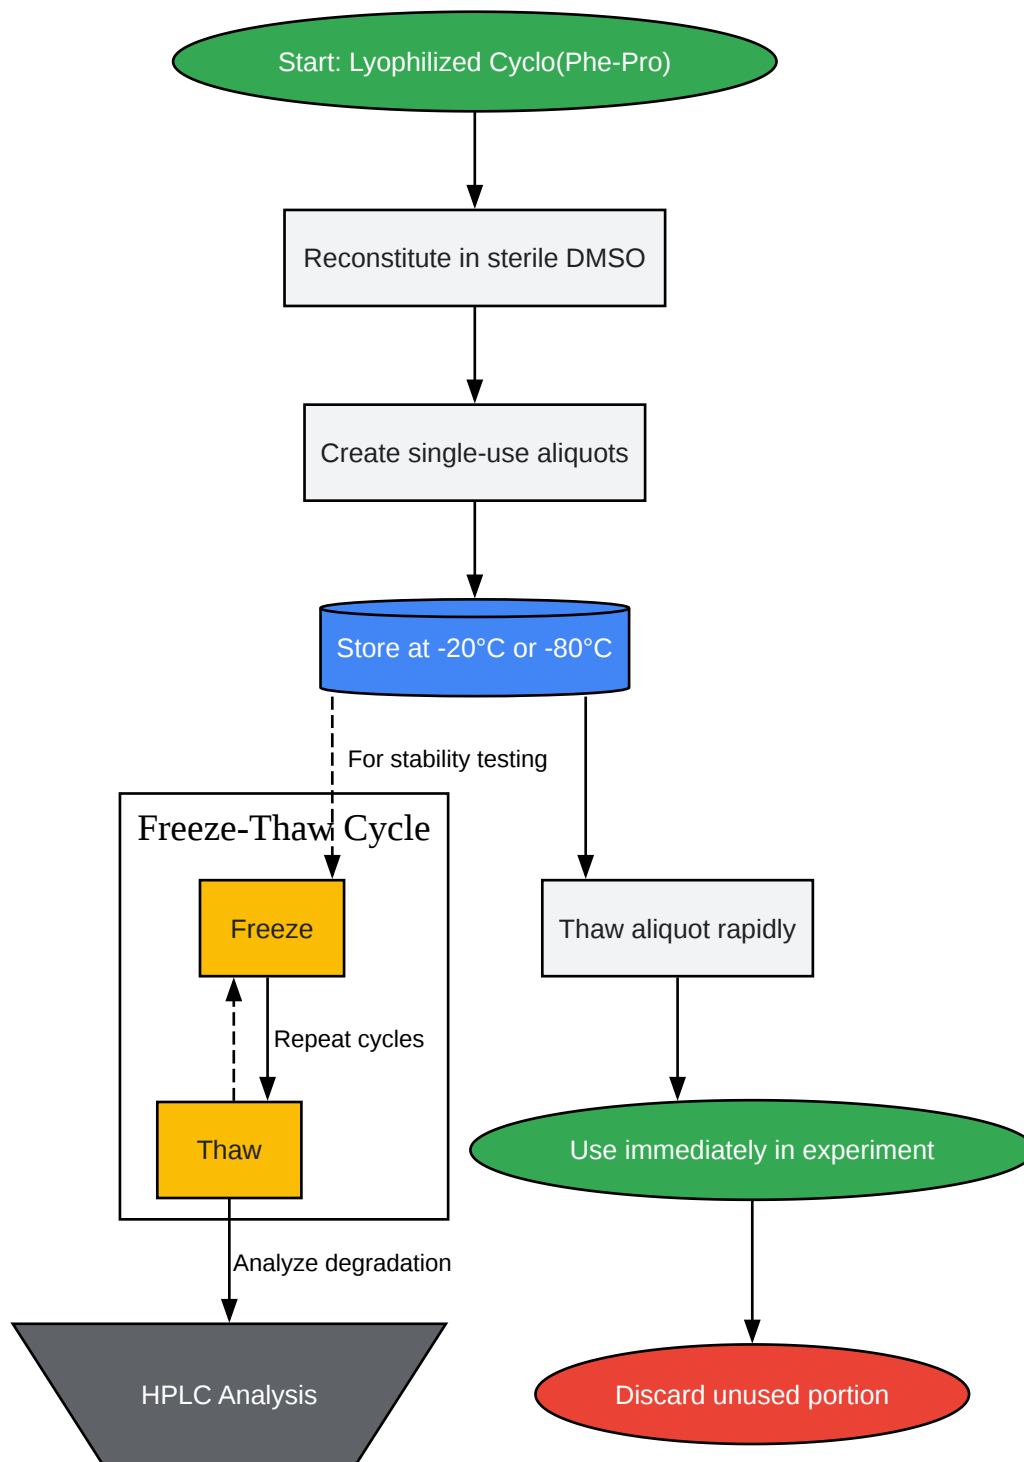 Start: Lyophilized Cyclo(Phe-Pro)
Reconstitute in sterile DMSO
Create single-use aliquots
Store at -20°C or -80°C
For stability testing
Freeze-Thaw Cycle
Freeze
Thaw aliquot rapidly
Repeat cycles
Thaw
Use immediately in experiment
Analyze degradation
HPLC Analysis
Discard unused portion